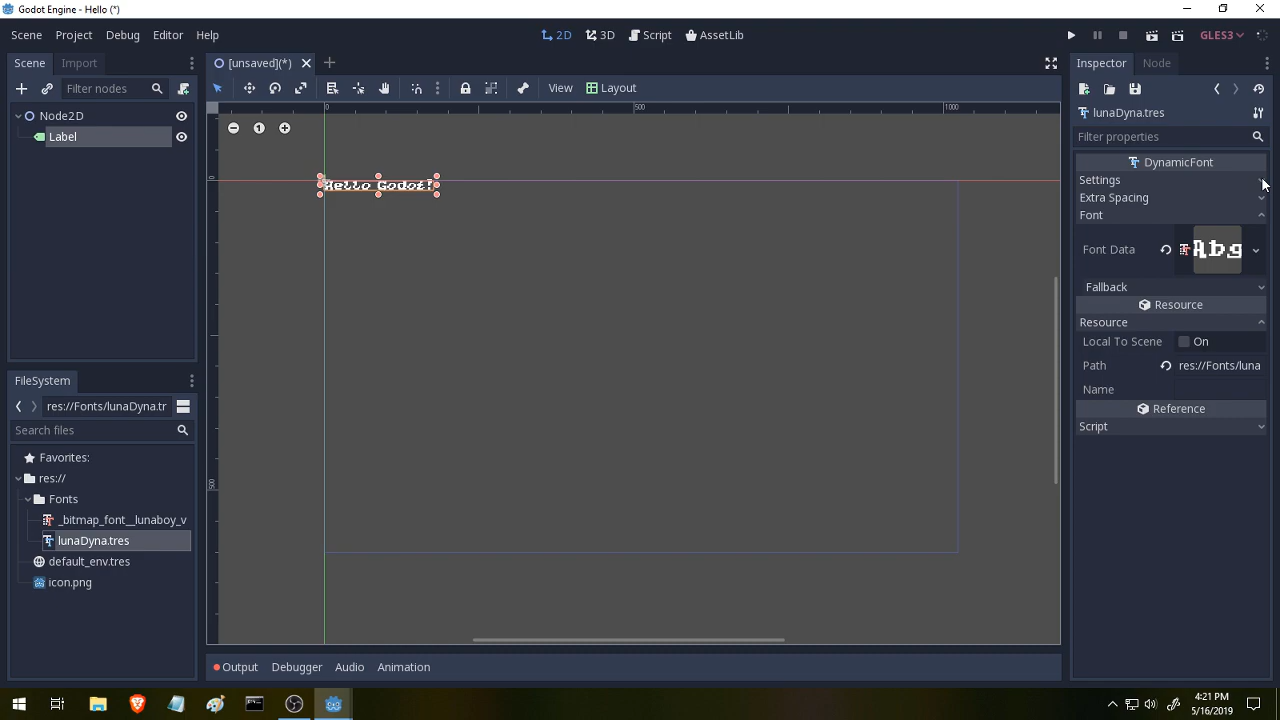 Godot Engine - Hello (*)
Scene Project Debug Editor Help
2D 3D Script AssetLib
GLES3
Scene Import
[unsaved](*)
Inspector Node
Filter nodes
View Layout
lunaDyna.tres
Filter properties
Node2D
Label
0 500 1000
1
0
500
Hello Godot!
DynamicFont
Settings
Extra Spacing
Font
Font Data
Abg
Fallback
Resource
Resource
Local To Scene On
Path res://Fonts/luna
Name
Reference
Script
FileSystem
res://Fonts/lunaDyna.tr
Search files
Favorites:
res://
Fonts
_bitmap_font__lunaboy_v
lunaDyna.tres
default_env.tres
icon.png
Output Debugger Audio Animation
4:21 PM
5/16/2019